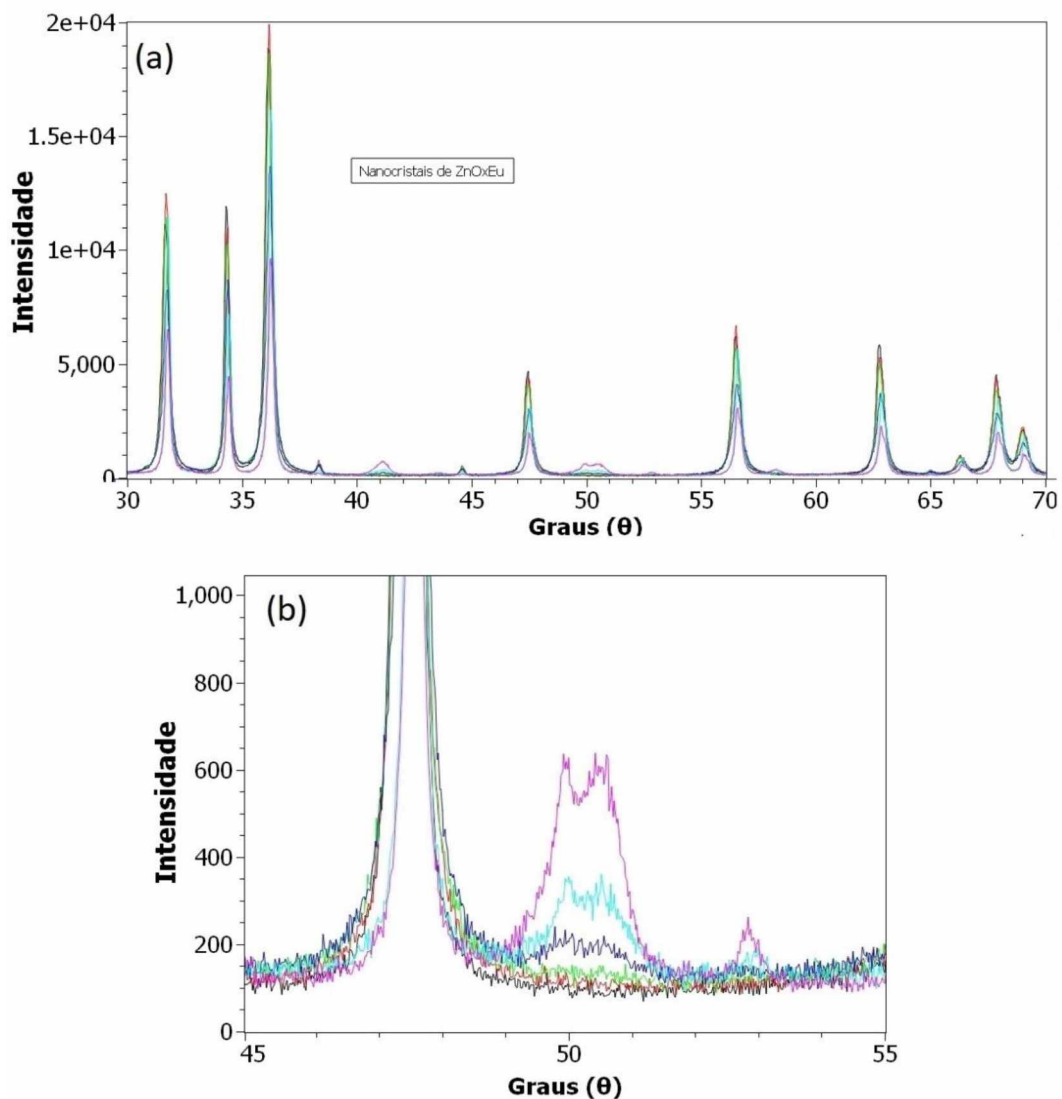 (a)
Intensidade
2e+04
1.5e+04
1e+04
5,000
0
Nanocristais de ZnOxEu
30 35 40 45 50 55 60 65 70
Graus (θ)
(b)
Intensidade
1,000
800
600
400
200
0
45 50 55
Graus (θ)